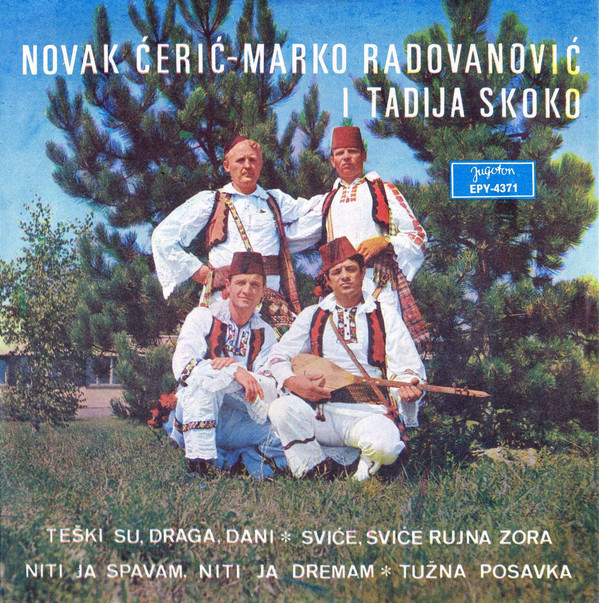 NOVAK ĆERIĆ-MARKO RADOVANOVIĆ
I TADIJA SKOKO
Jugoton
EPY-4371
TEŠKI SU, DRAGA, DANI * SVIĆE, SVIĆE RUJNA ZORA
NITI JA SPAVAM, NITI JA DREMAM * TUŽNA POSAVKA